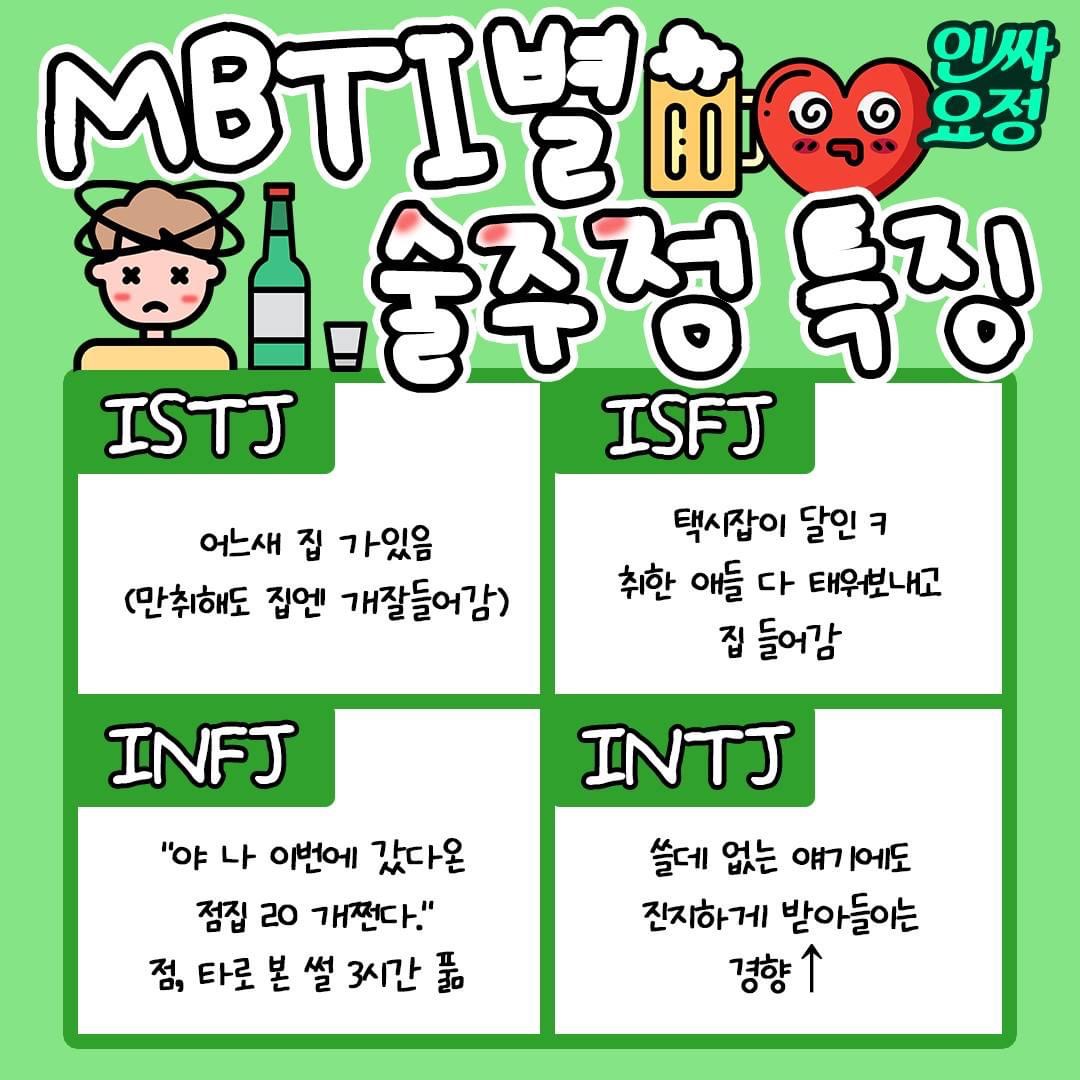 MBTI별
인싸
요정
술주정 특징
ISTJ
어느새 집 가있음
(만취해도 집엔 개잘들어감)
ISFJ
택시잡이 달인ㅋ
취한 애들 다 태워보내고
집 들어감
INFJ
"야 나 이번에 갔다온
점집 20 개쩐다."
점, 타로 본 썰 3시간 풂
INTJ
쓸데 없는 얘기에도
진지하게 받아들이는
경향↑